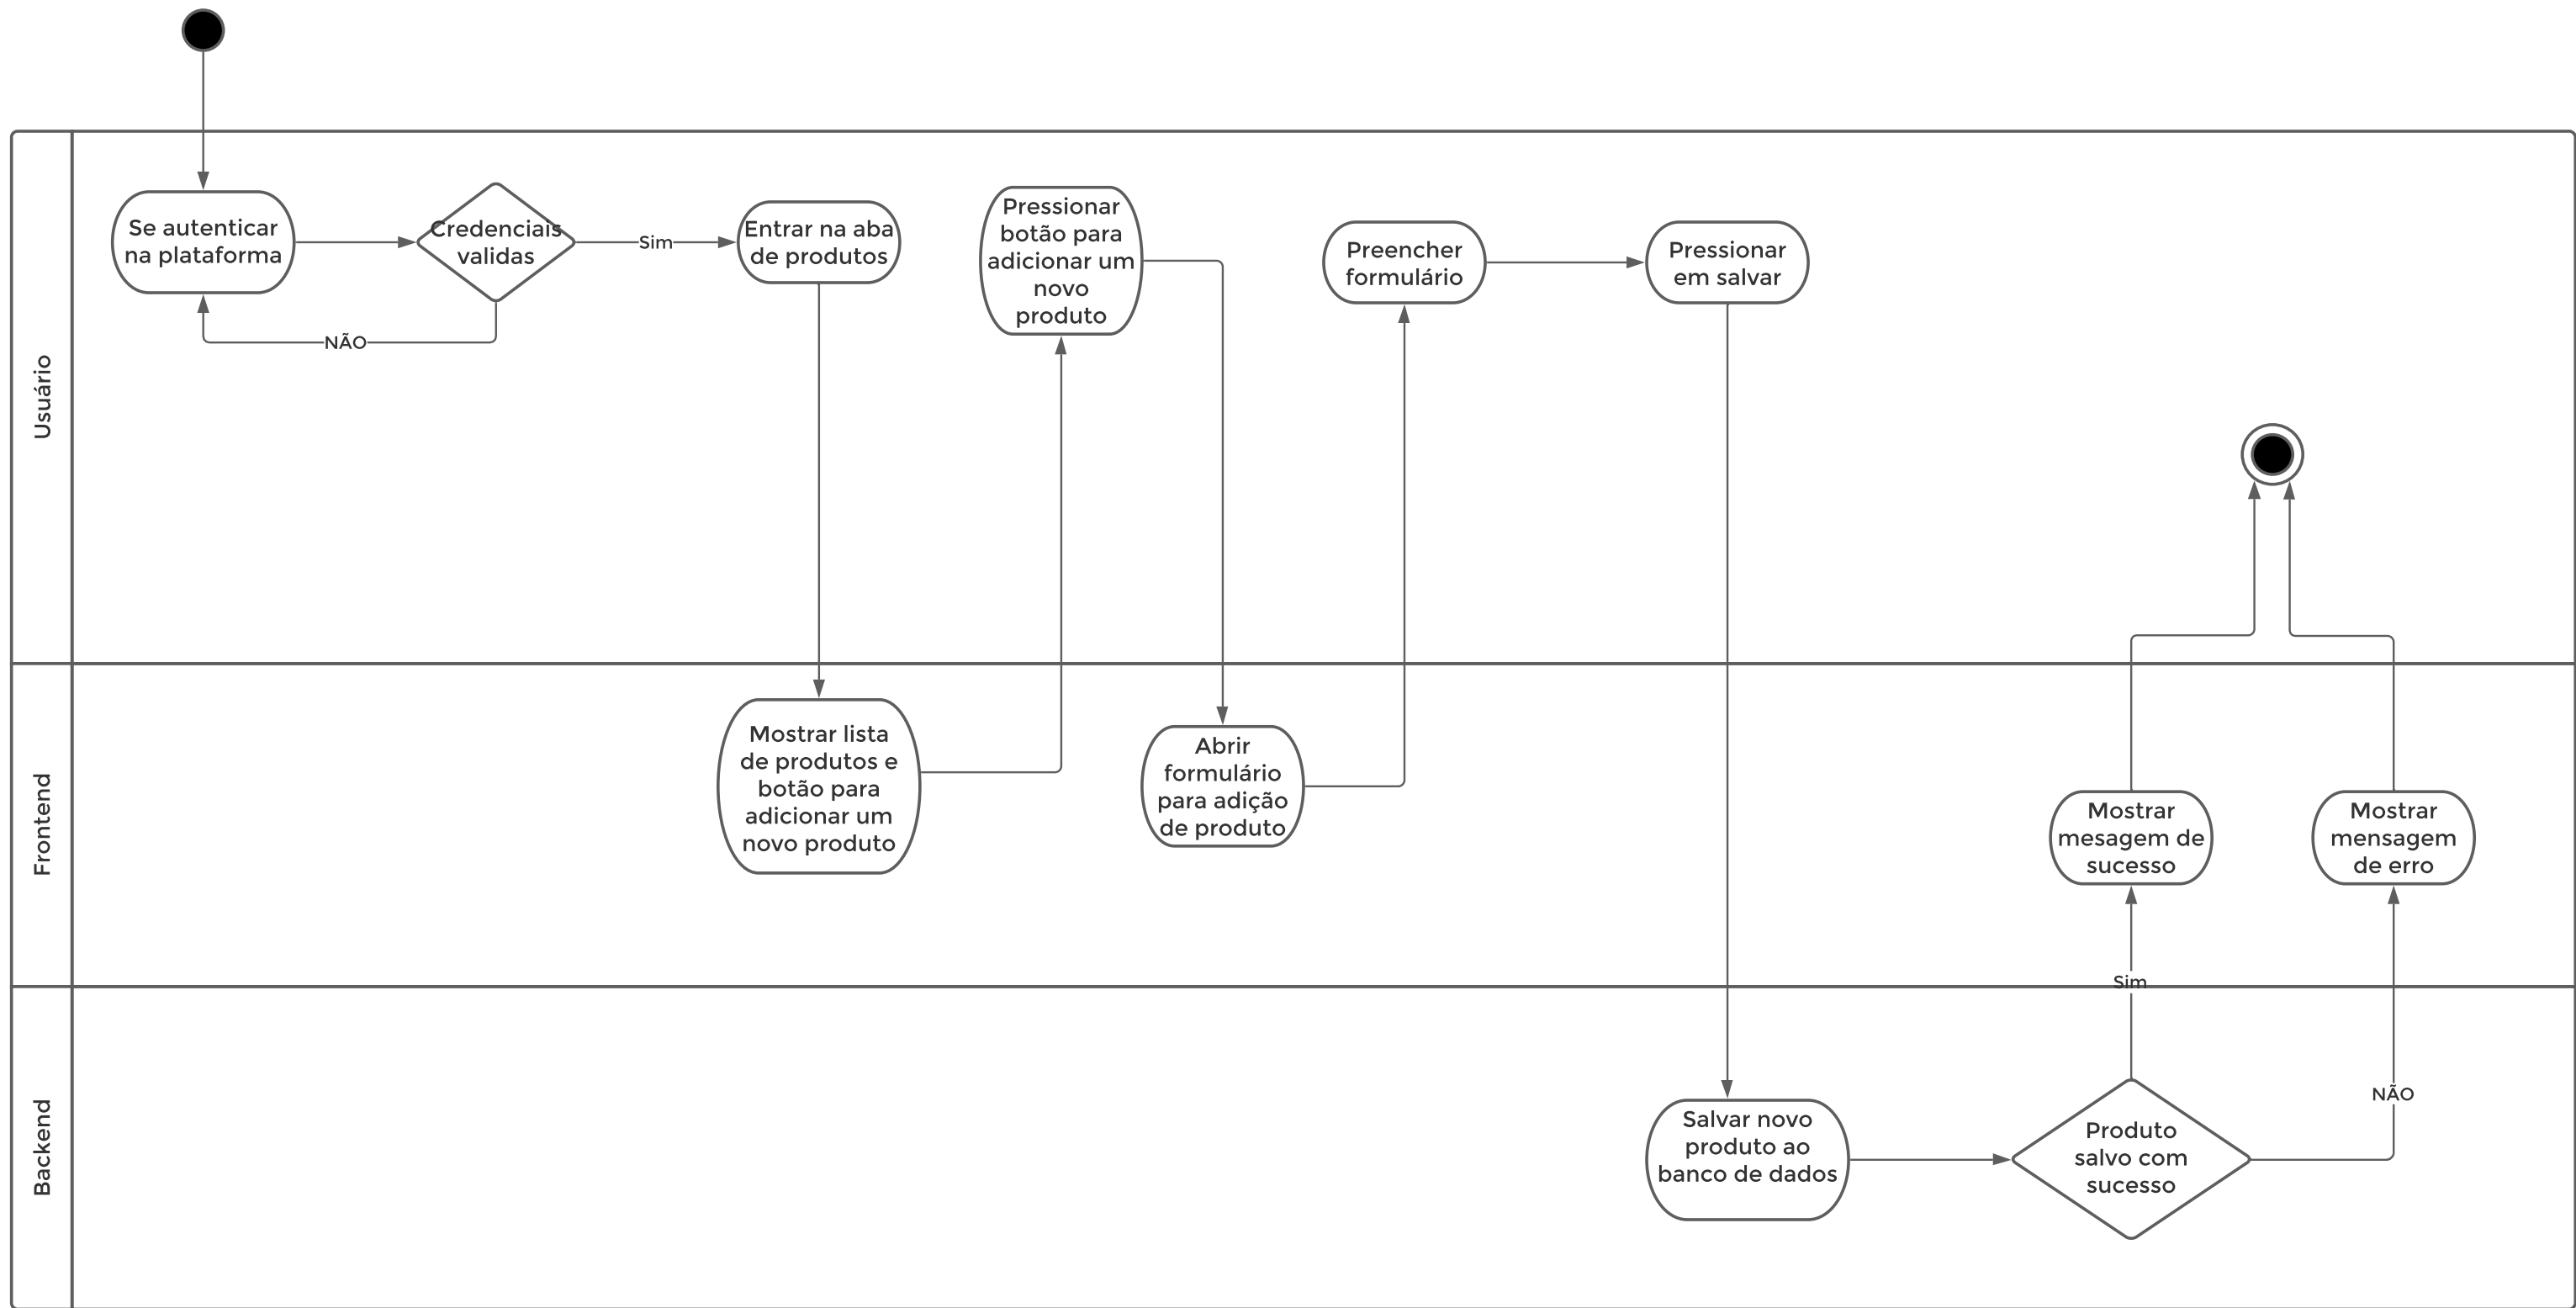 Usuário
Se autenticar
na plataforma
Credenciais
validas
Sim
NÃO
Entrar na aba
de produtos
Pressionar
botão para
adicionar um
novo
produto
Preencher
formulário
Pressionar
em salvar
Frontend
Mostrar lista
de produtos e
botão para
adicionar um
novo produto
Abrir
formulário
para adição
de produto
Mostrar
mesagem de
sucesso
Mostrar
mensagem
de erro
Sim
NÃO
Backend
Salvar novo
produto ao
banco de dados
Produto
salvo com
sucesso